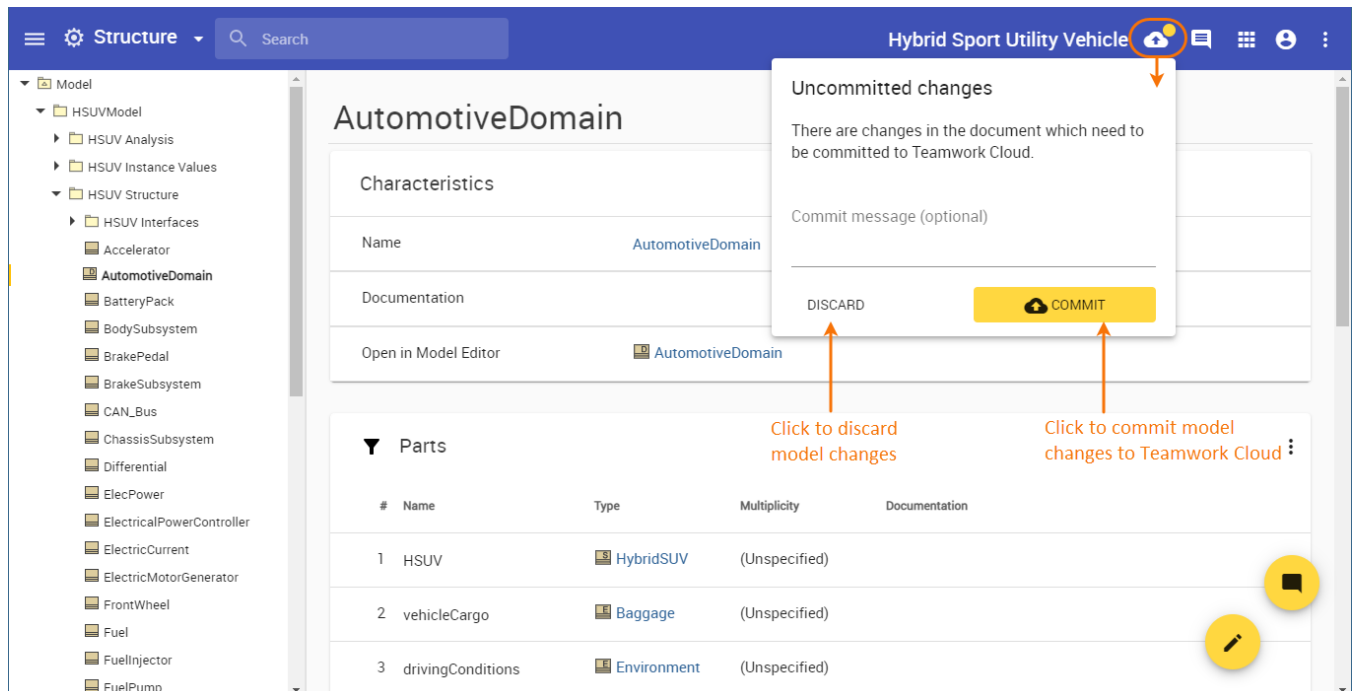 Structure
Search
Hybrid Sport Utility Vehicle
Model
HSUVModel
HSUV Analysis
HSUV Instance Values
HSUV Structure
HSUV Interfaces
Accelerator
AutomotiveDomain
BatteryPack
BodySubsystem
BrakePedal
BrakeSubsystem
CAN_Bus
ChassisSubsystem
Differential
ElecPower
ElectricalPowerController
ElectricCurrent
ElectricMotorGenerator
FrontWheel
Fuel
FuelInjector
FuelPump
AutomotiveDomain
Characteristics
Name AutomotiveDomain
Documentation
Open in Model Editor D AutomotiveDomain
Uncommitted changes
There are changes in the document which need to
be committed to Teamwork Cloud.
Commit message (optional)
DISCARD COMMIT
Click to discard
model changes
Click to commit model
changes to Teamwork Cloud
Parts
# Name Type Multiplicity Documentation
1 HSUV S HybridSUV (Unspecified)
2 vehicleCargo E Baggage (Unspecified)
3 drivingConditions E Environment (Unspecified)